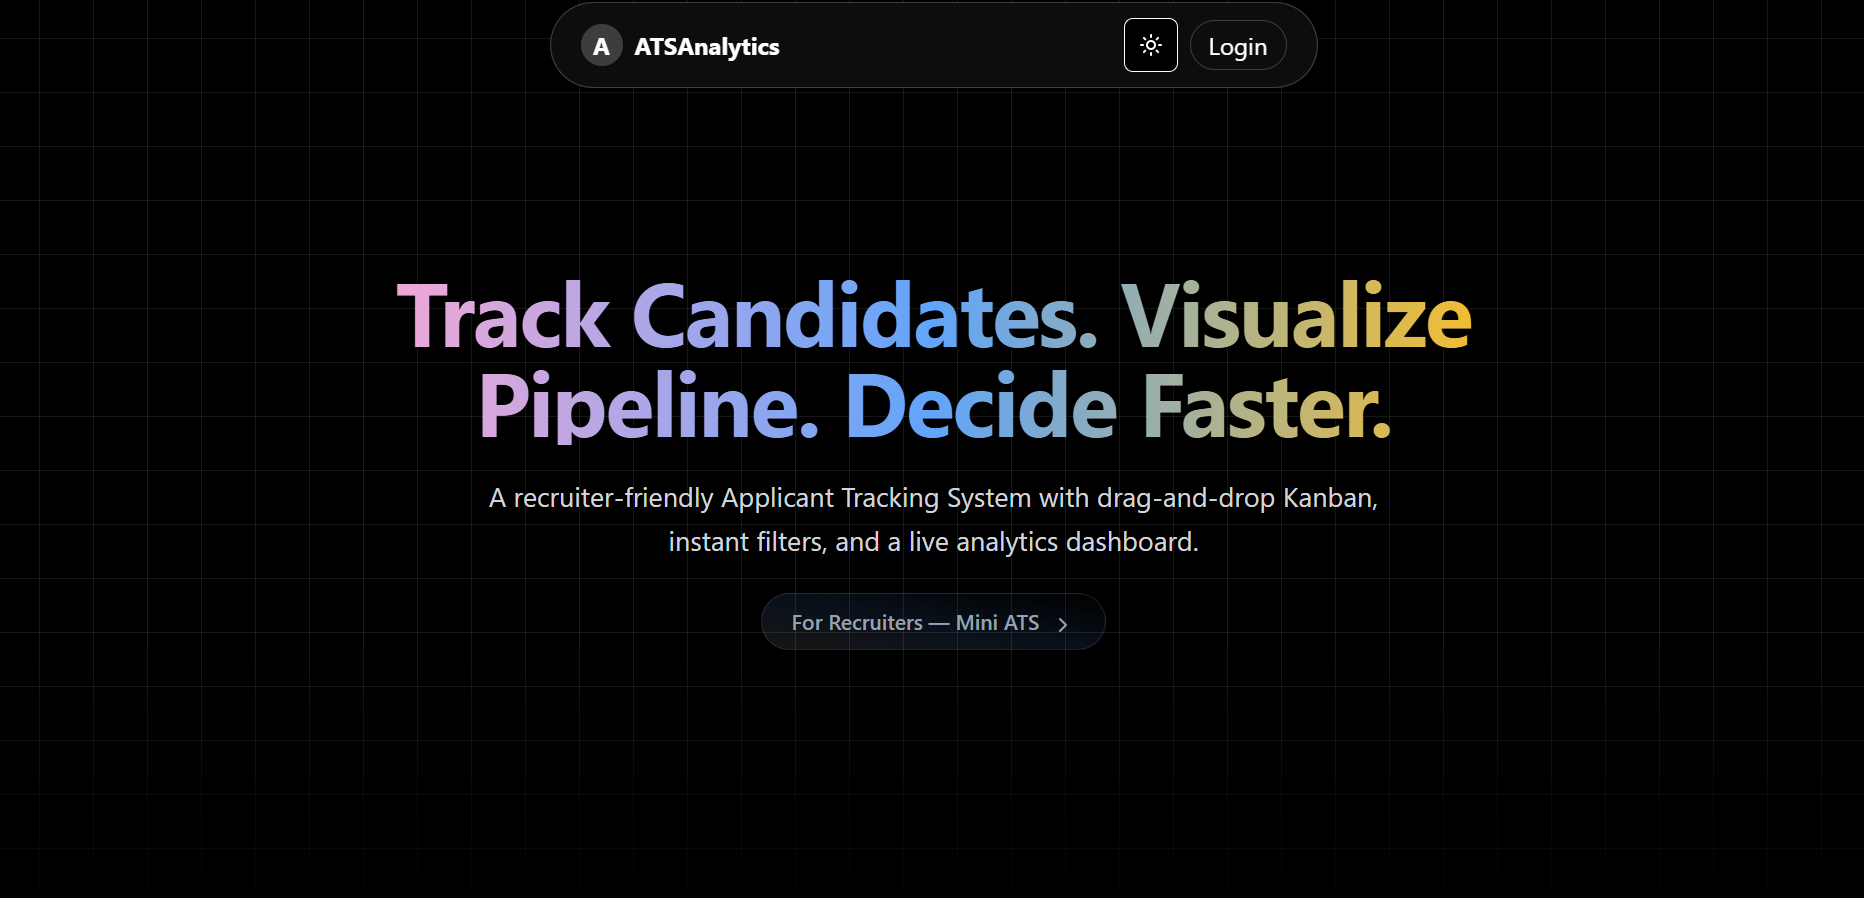 A ATSAnalytics Login
Track Candidates. Visualize
Pipeline. Decide Faster.
A recruiter-friendly Applicant Tracking System with drag-and-drop Kanban,
instant filters, and a live analytics dashboard.
For Recruiters — Mini ATS